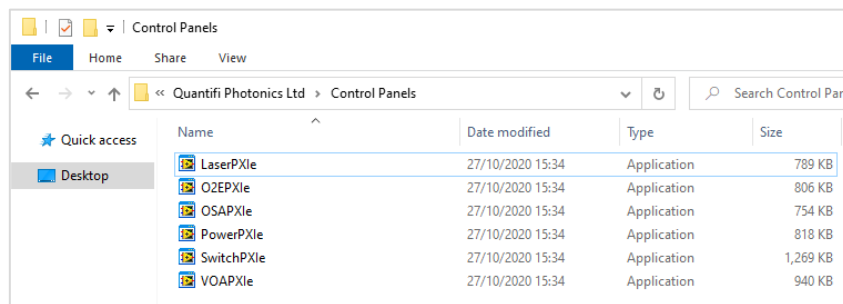 Control Panels
File Home Share View
« Quantifi Photonics Ltd > Control Panels Search Control Par
Quick access
Desktop
Name Date modified Type Size
LaserPXIe 27/10/2020 15:34 Application 789 KB
O2EPXIe 27/10/2020 15:34 Application 806 KB
OSAPXIe 27/10/2020 15:34 Application 754 KB
PowerPXIe 27/10/2020 15:34 Application 818 KB
SwitchPXIe 27/10/2020 15:34 Application 1,269 KB
VOAPXIe 27/10/2020 15:34 Application 940 KB